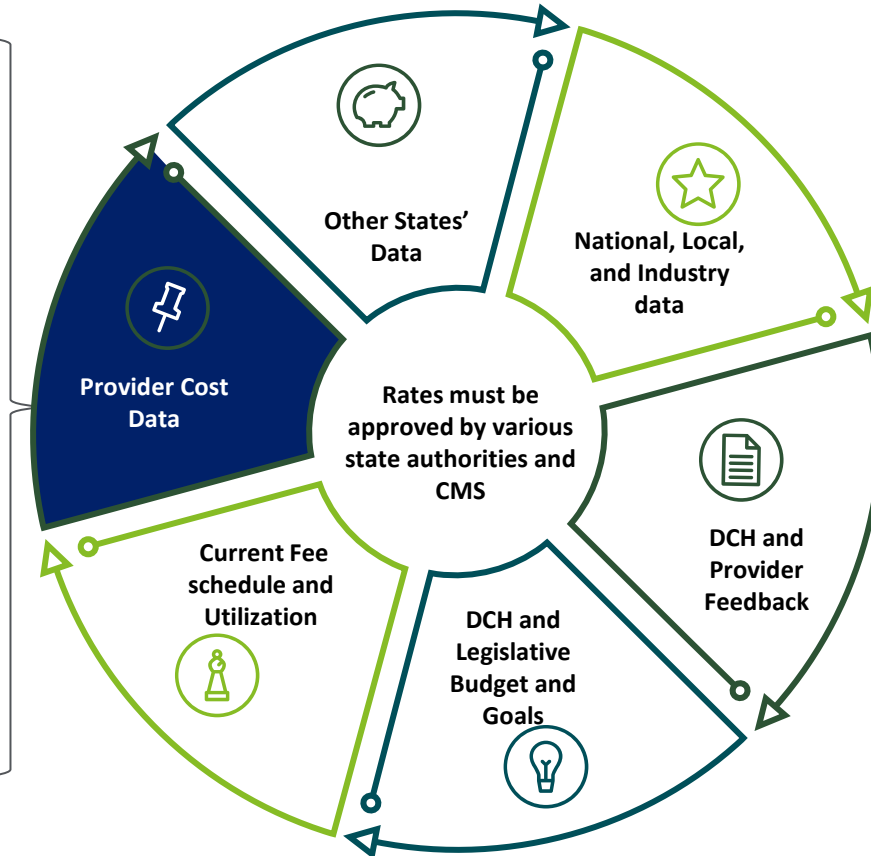 Other States’
Data
National, Local,
and Industry
data
Provider Cost
Data
Rates must be
approved by various
state authorities and
CMS
DCH and
Provider
Feedback
Current Fee
schedule and
Utilization
DCH and
Legislative
Budget and
Goals